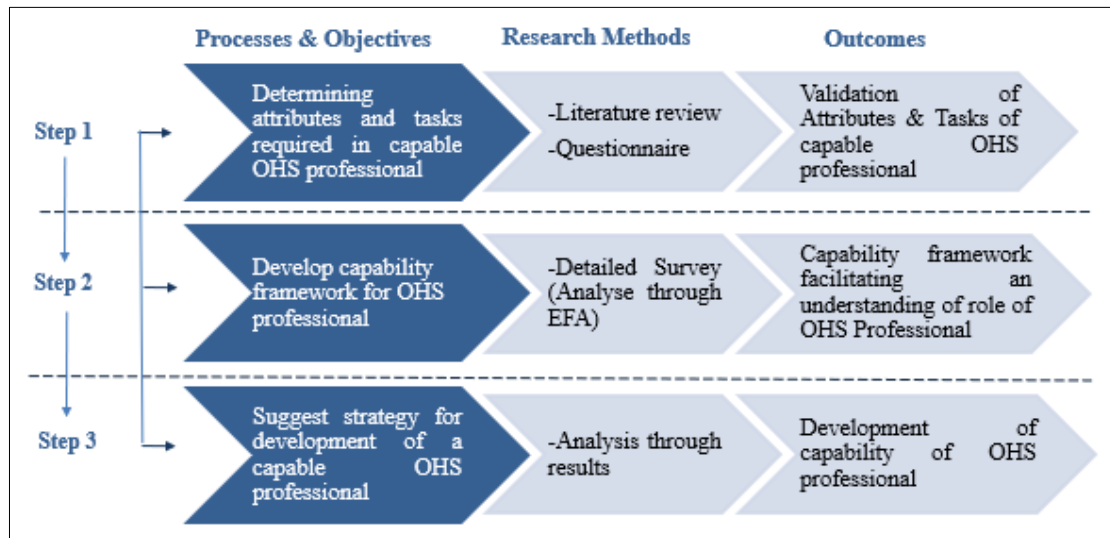 Processes & Objectives
Research Methods
Outcomes
Step 1
Determining
attributes and tasks
required in capable
OHS professional
-Literature review
-Questionnaire
Validation of
Attributes & Tasks of
capable OHS
professional
Step 2
Develop capability
framework for OHS
professional
-Detailed Survey
(Analyse through
EFA)
Capability framework
facilitating an
understanding of role of
OHS Professional
Step 3
Suggest strategy for
development of a
capable OHS
professional
-Analysis through
results
Development of
capability of OHS
professional